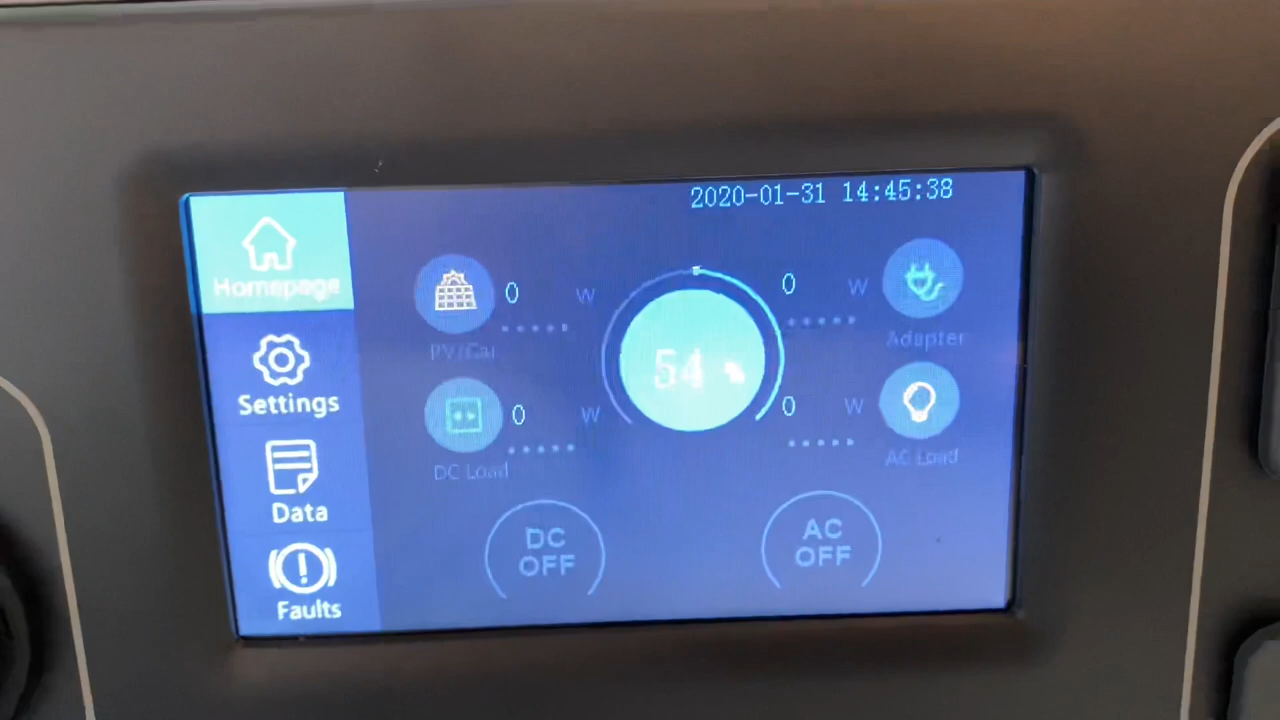 2020-01-31 14:45:38
Homepage
Settings
Data
Faults
0 W
PV/Car
0 W
DC Load
54 %
0 W
Adapter
0 W
AC Load
DC
OFF
AC
OFF